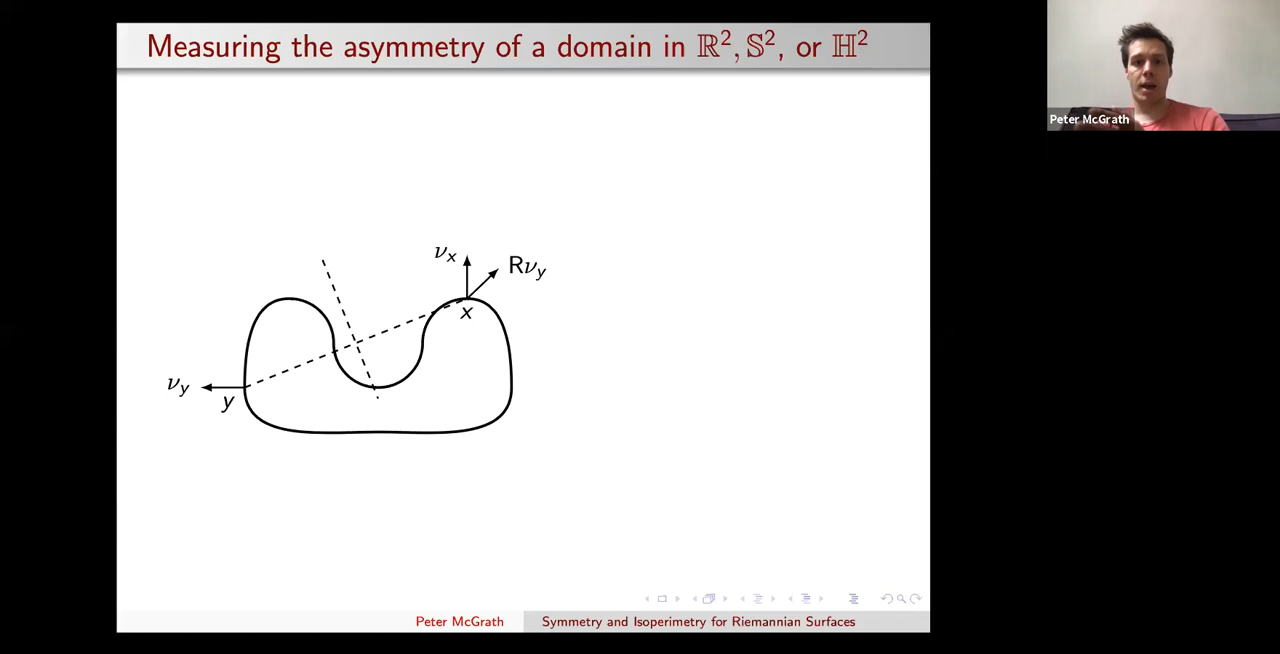 Measuring the asymmetry of a domain in ℝ², 𝕊², or ℍ²
Peter McGrath
νₓ
Rν_y
x
ν_y
y
Peter McGrath
Symmetry and Isoperimetry for Riemannian Surfaces